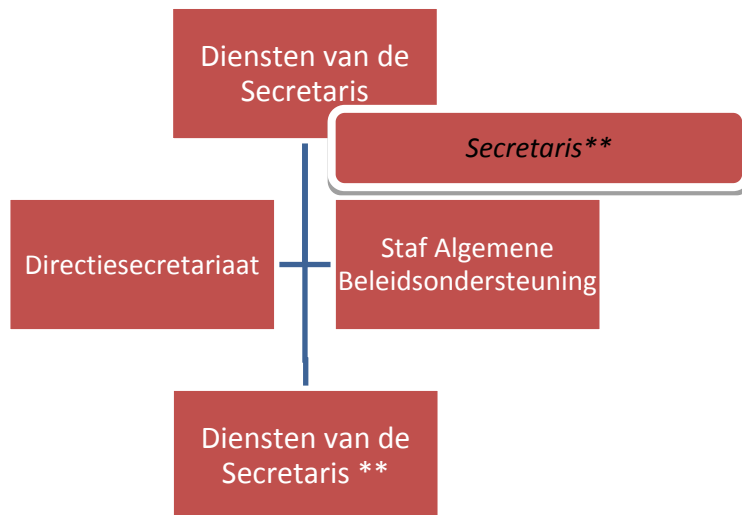 Diensten van de
Secretaris
Secretaris**
Directiesecretariaat
Staf Algemene
Beleidsondersteuning
Diensten van de
Secretaris **